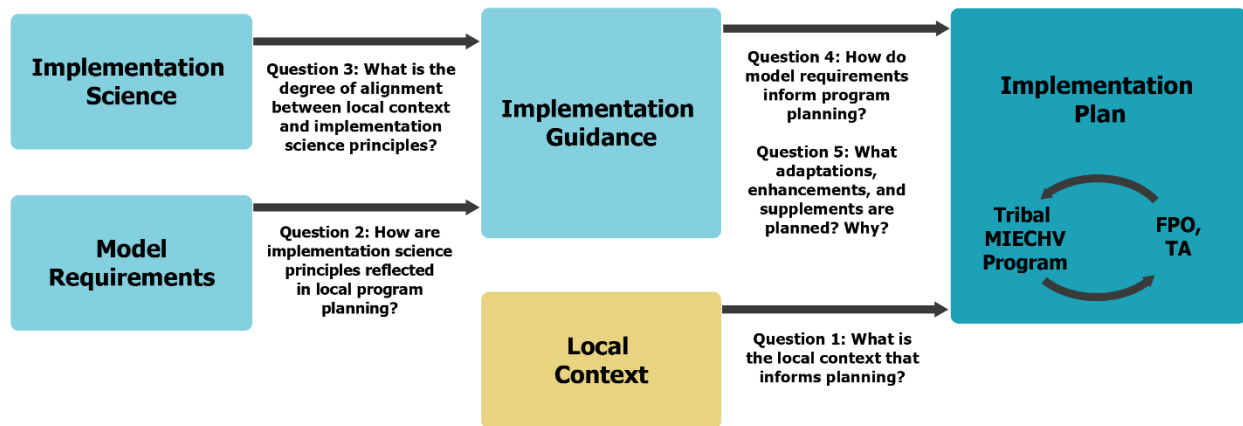 Implementation
Science
Question 3: What is the
degree of alignment
between local context
and implementation
science principles?
Implementation
Guidance
Question 4: How do
model requirements
inform program
planning?
Question 5: What
adaptations,
enhancements, and
supplements are
planned? Why?
Implementation
Plan
Tribal
MIECHV
Program
FPO,
TA
Model
Requirements
Question 2: How are
implementation science
principles reflected
in local program
planning?
Local
Context
Question 1: What is
the local context that
informs planning?